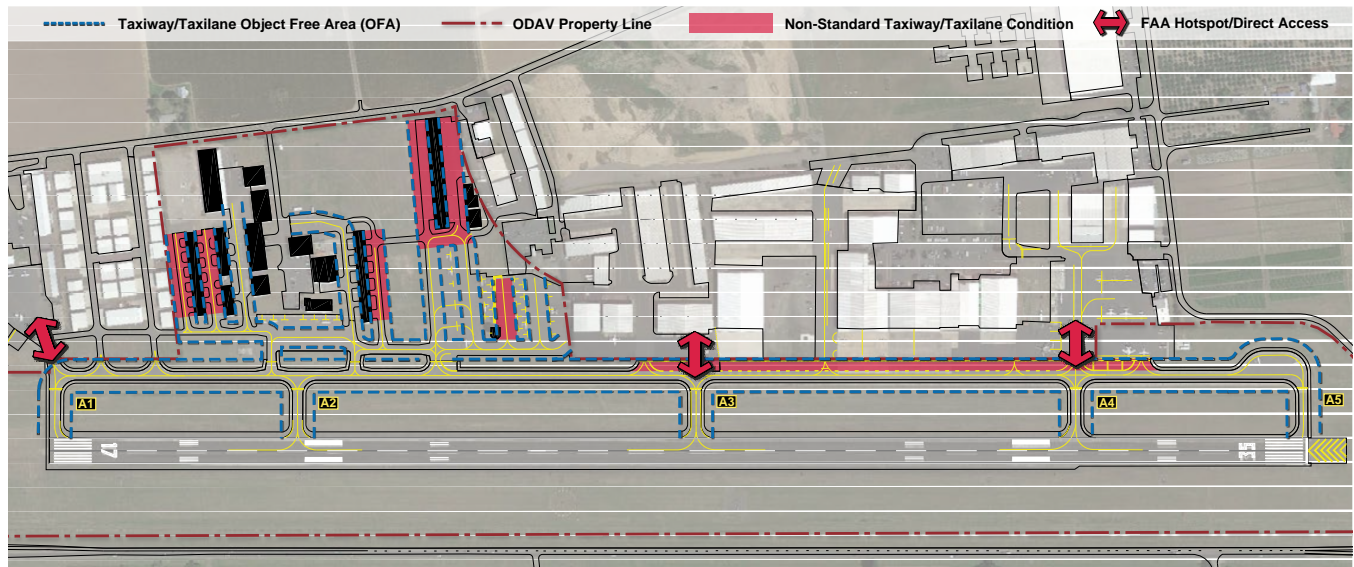 Taxiway/Taxilane Object Free Area (OFA) ODAV Property Line Non-Standard Taxiway/Taxilane Condition FAA Hotspot/Direct Access
A1 A2 A3 A4 A5
17 35